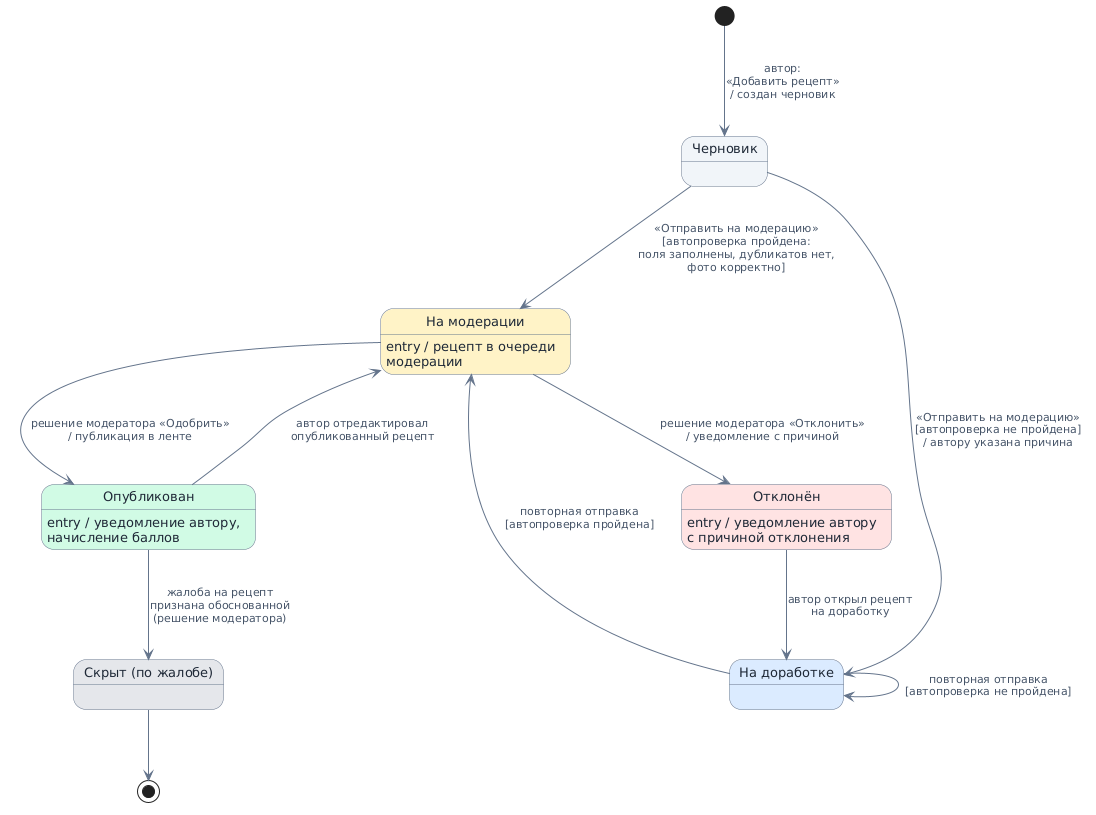 автор:
«Добавить рецепт»
/ создан черновик
Черновик
«Отправить на модерацию»
[автопроверка пройдена:
поля заполнены, дубликатов нет,
фото корректно]
На модерации
entry / рецепт в очереди
модерации
решение модератора «Одобрить»
/ публикация в ленте
автор отредактировал
опубликованный рецепт
решение модератора «Отклонить»
/ уведомление с причиной
«Отправить на модерацию»
[автопроверка не пройдена]
/ автору указана причина
Опубликован
entry / уведомление автору,
начисление баллов
повторная отправка
[автопроверка пройдена]
Отклонён
entry / уведомление автору
с причиной отклонения
жалоба на рецепт
признана обоснованной
(решение модератора)
автор открыл рецепт
на доработку
Скрыт (по жалобе)
На доработке
повторная отправка
[автопроверка не пройдена]